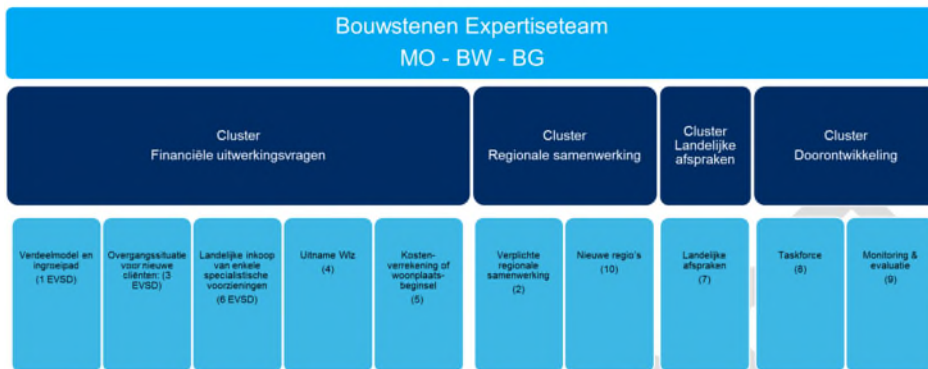 Bouwstenen Expertiseteam
MO - BW - BG
Cluster
Financiële uitwerkingsvragen
Cluster
Regionale samenwerking
Cluster
Landelijke
afspraken
Cluster
Doorontwikkeling
Verdeelmodel en
ingroeipad
(1 EVSD)
Overgangssituatie
voor nieuwe
cliënten: (3
EVSD)
Landelijke inkoop
van enkele
specialistische
voorzieningen
(6 EVSD)
Uitname Wlz
(4)
Kosten-
verrekening of
woonplaats-
beginsel
(5)
Verplichte
regionale
samenwerking
(2)
Nieuwe regio's
(10)
Landelijke
afspraken
(7)
Taskforce
(8)
Monitoring &
evaluatie
(9)